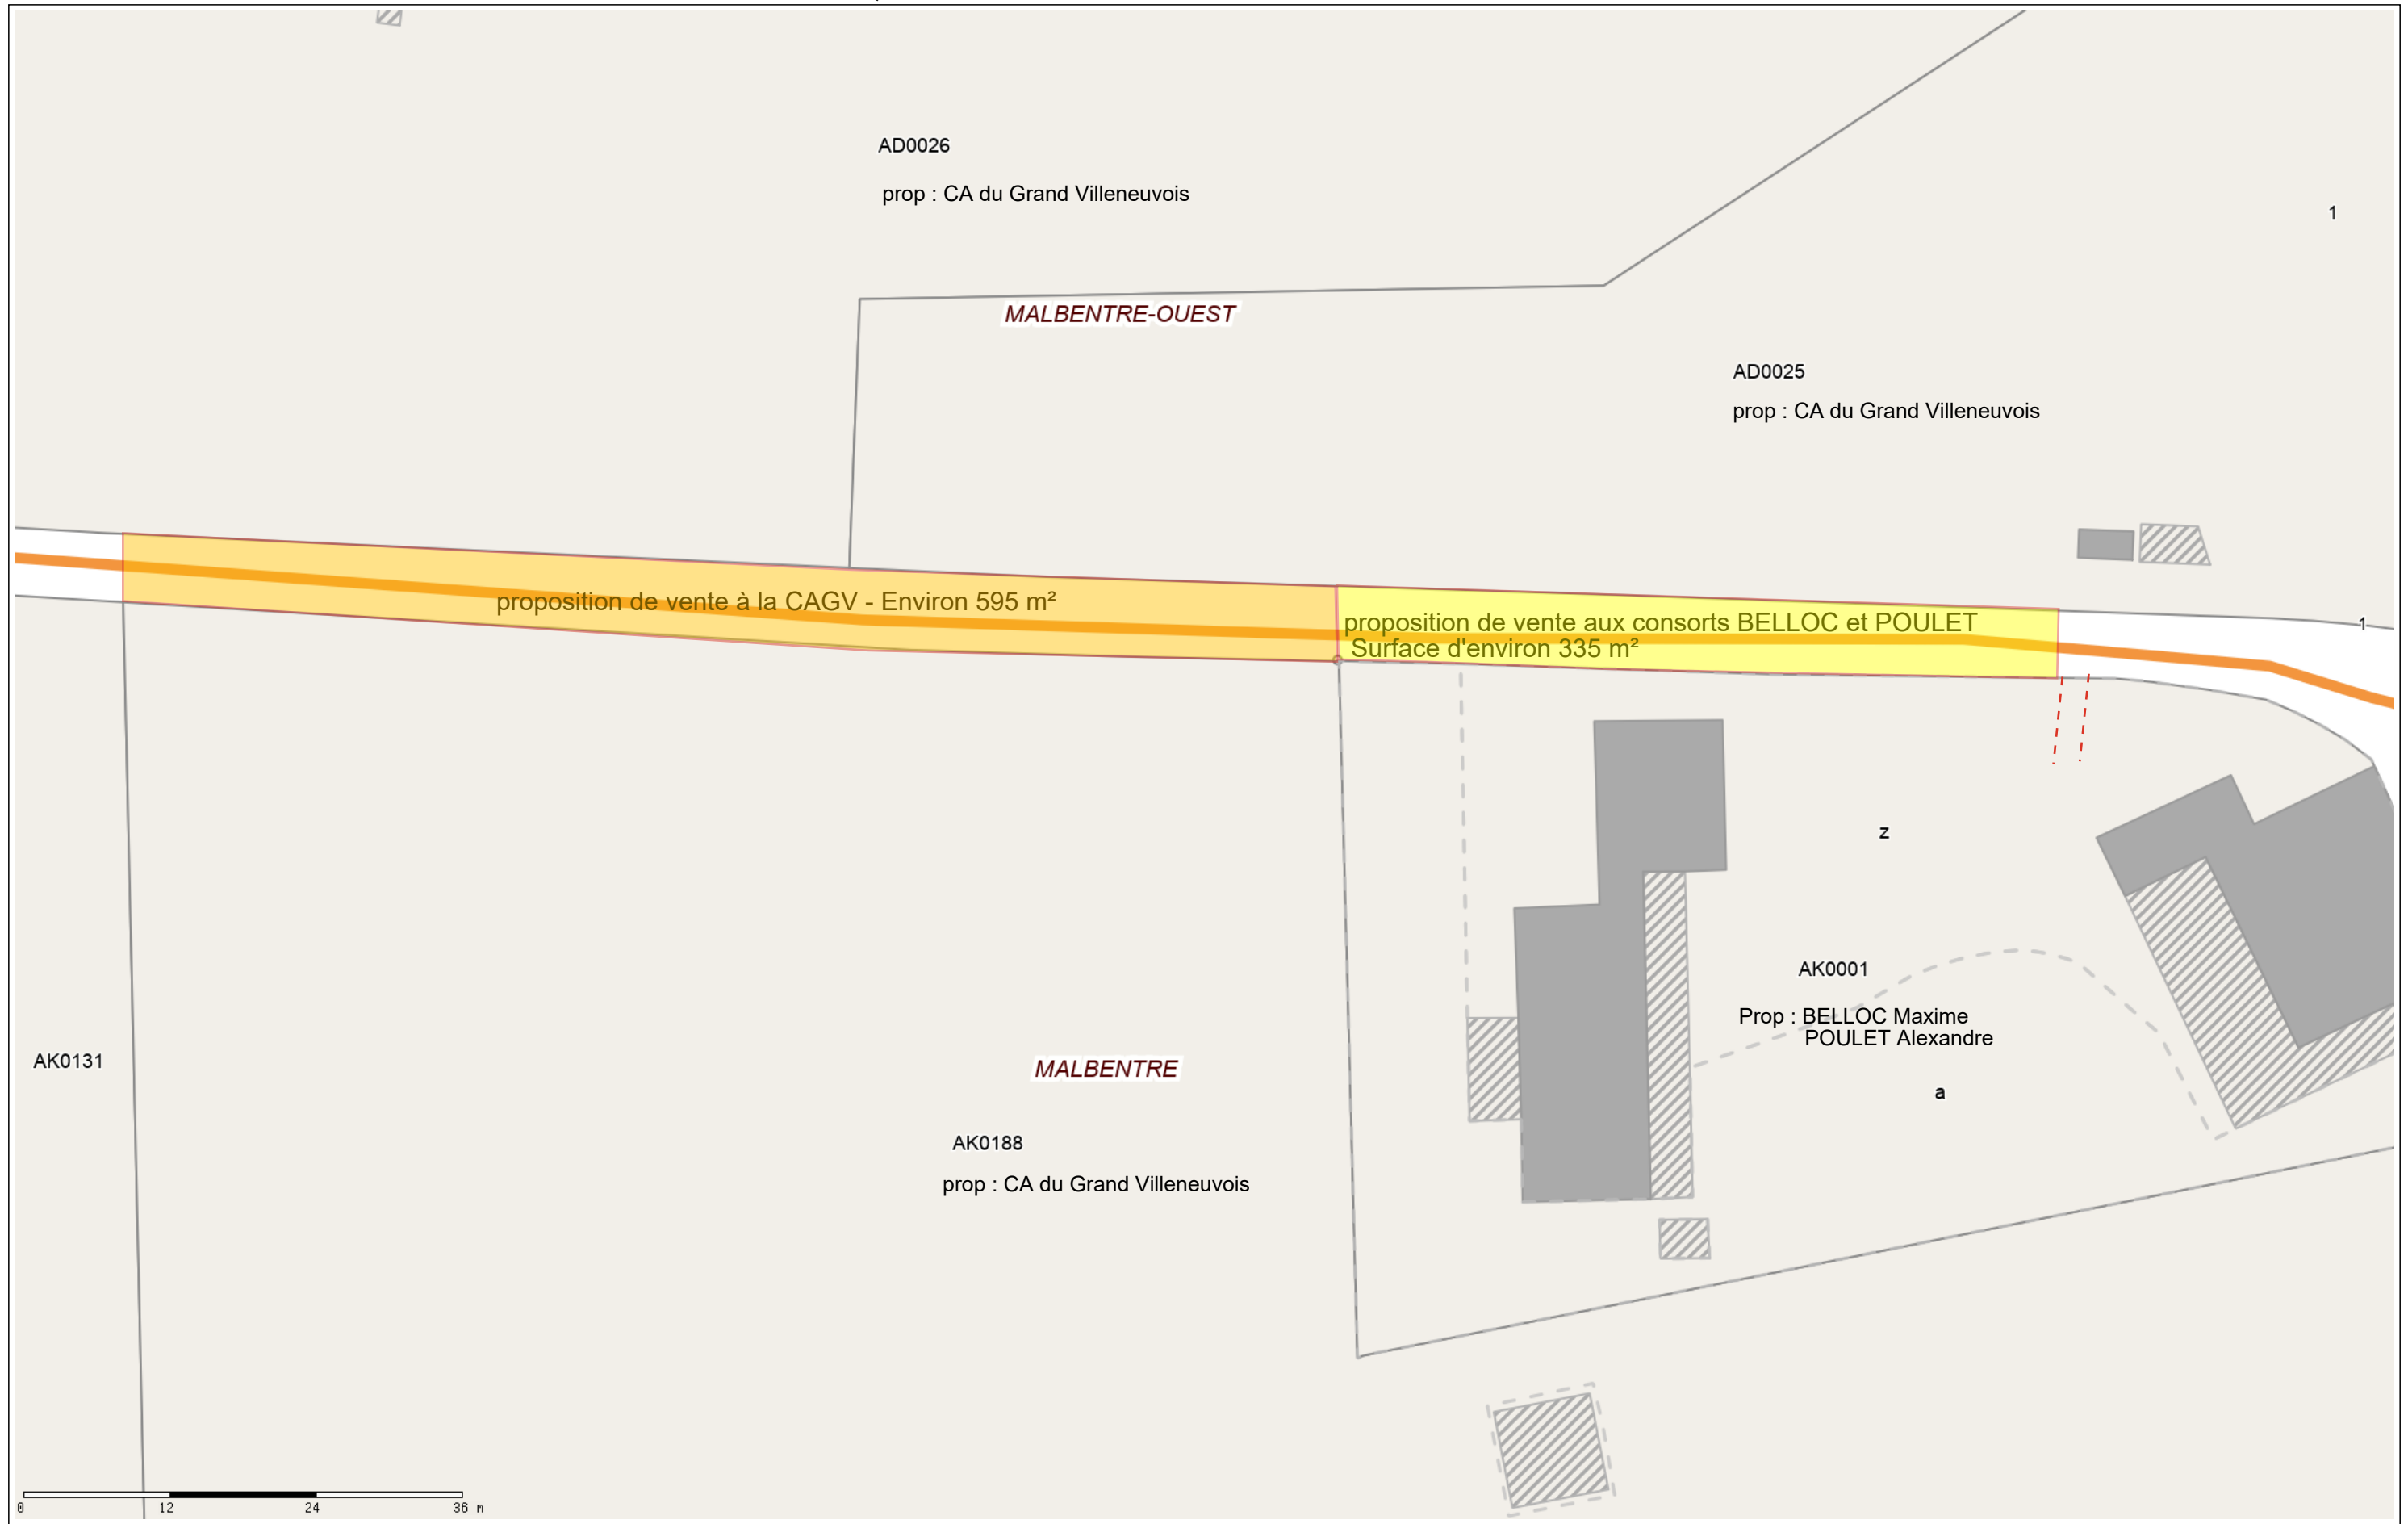 AD0026
prop : CA du Grand Villeneuvois
1
MALBENTRE-OUEST
AD0025
prop : CA du Grand Villeneuvois
proposition de vente à la CAGV - Environ 595 m²
proposition de vente aux consorts BELLOC et POULET
Surface d'environ 335 m²
1
z
AK0001
Prop : BELLOC Maxime
POULET Alexandre
a
AK0131
MALBENTRE
AK0188
prop : CA du Grand Villeneuvois
0 12 24 36 m